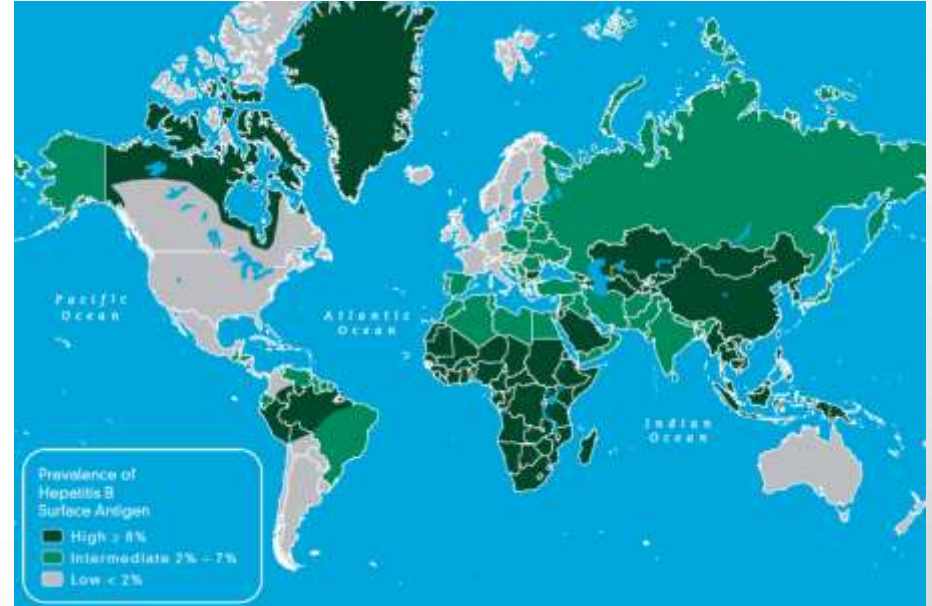 Pacific
Ocean
Atlantic
Ocean
Indian
Ocean
Prevalence of
Hepatitis B
Surface Antigen
High ≥ 8%
Intermediate 2% – 7%
Low < 2%